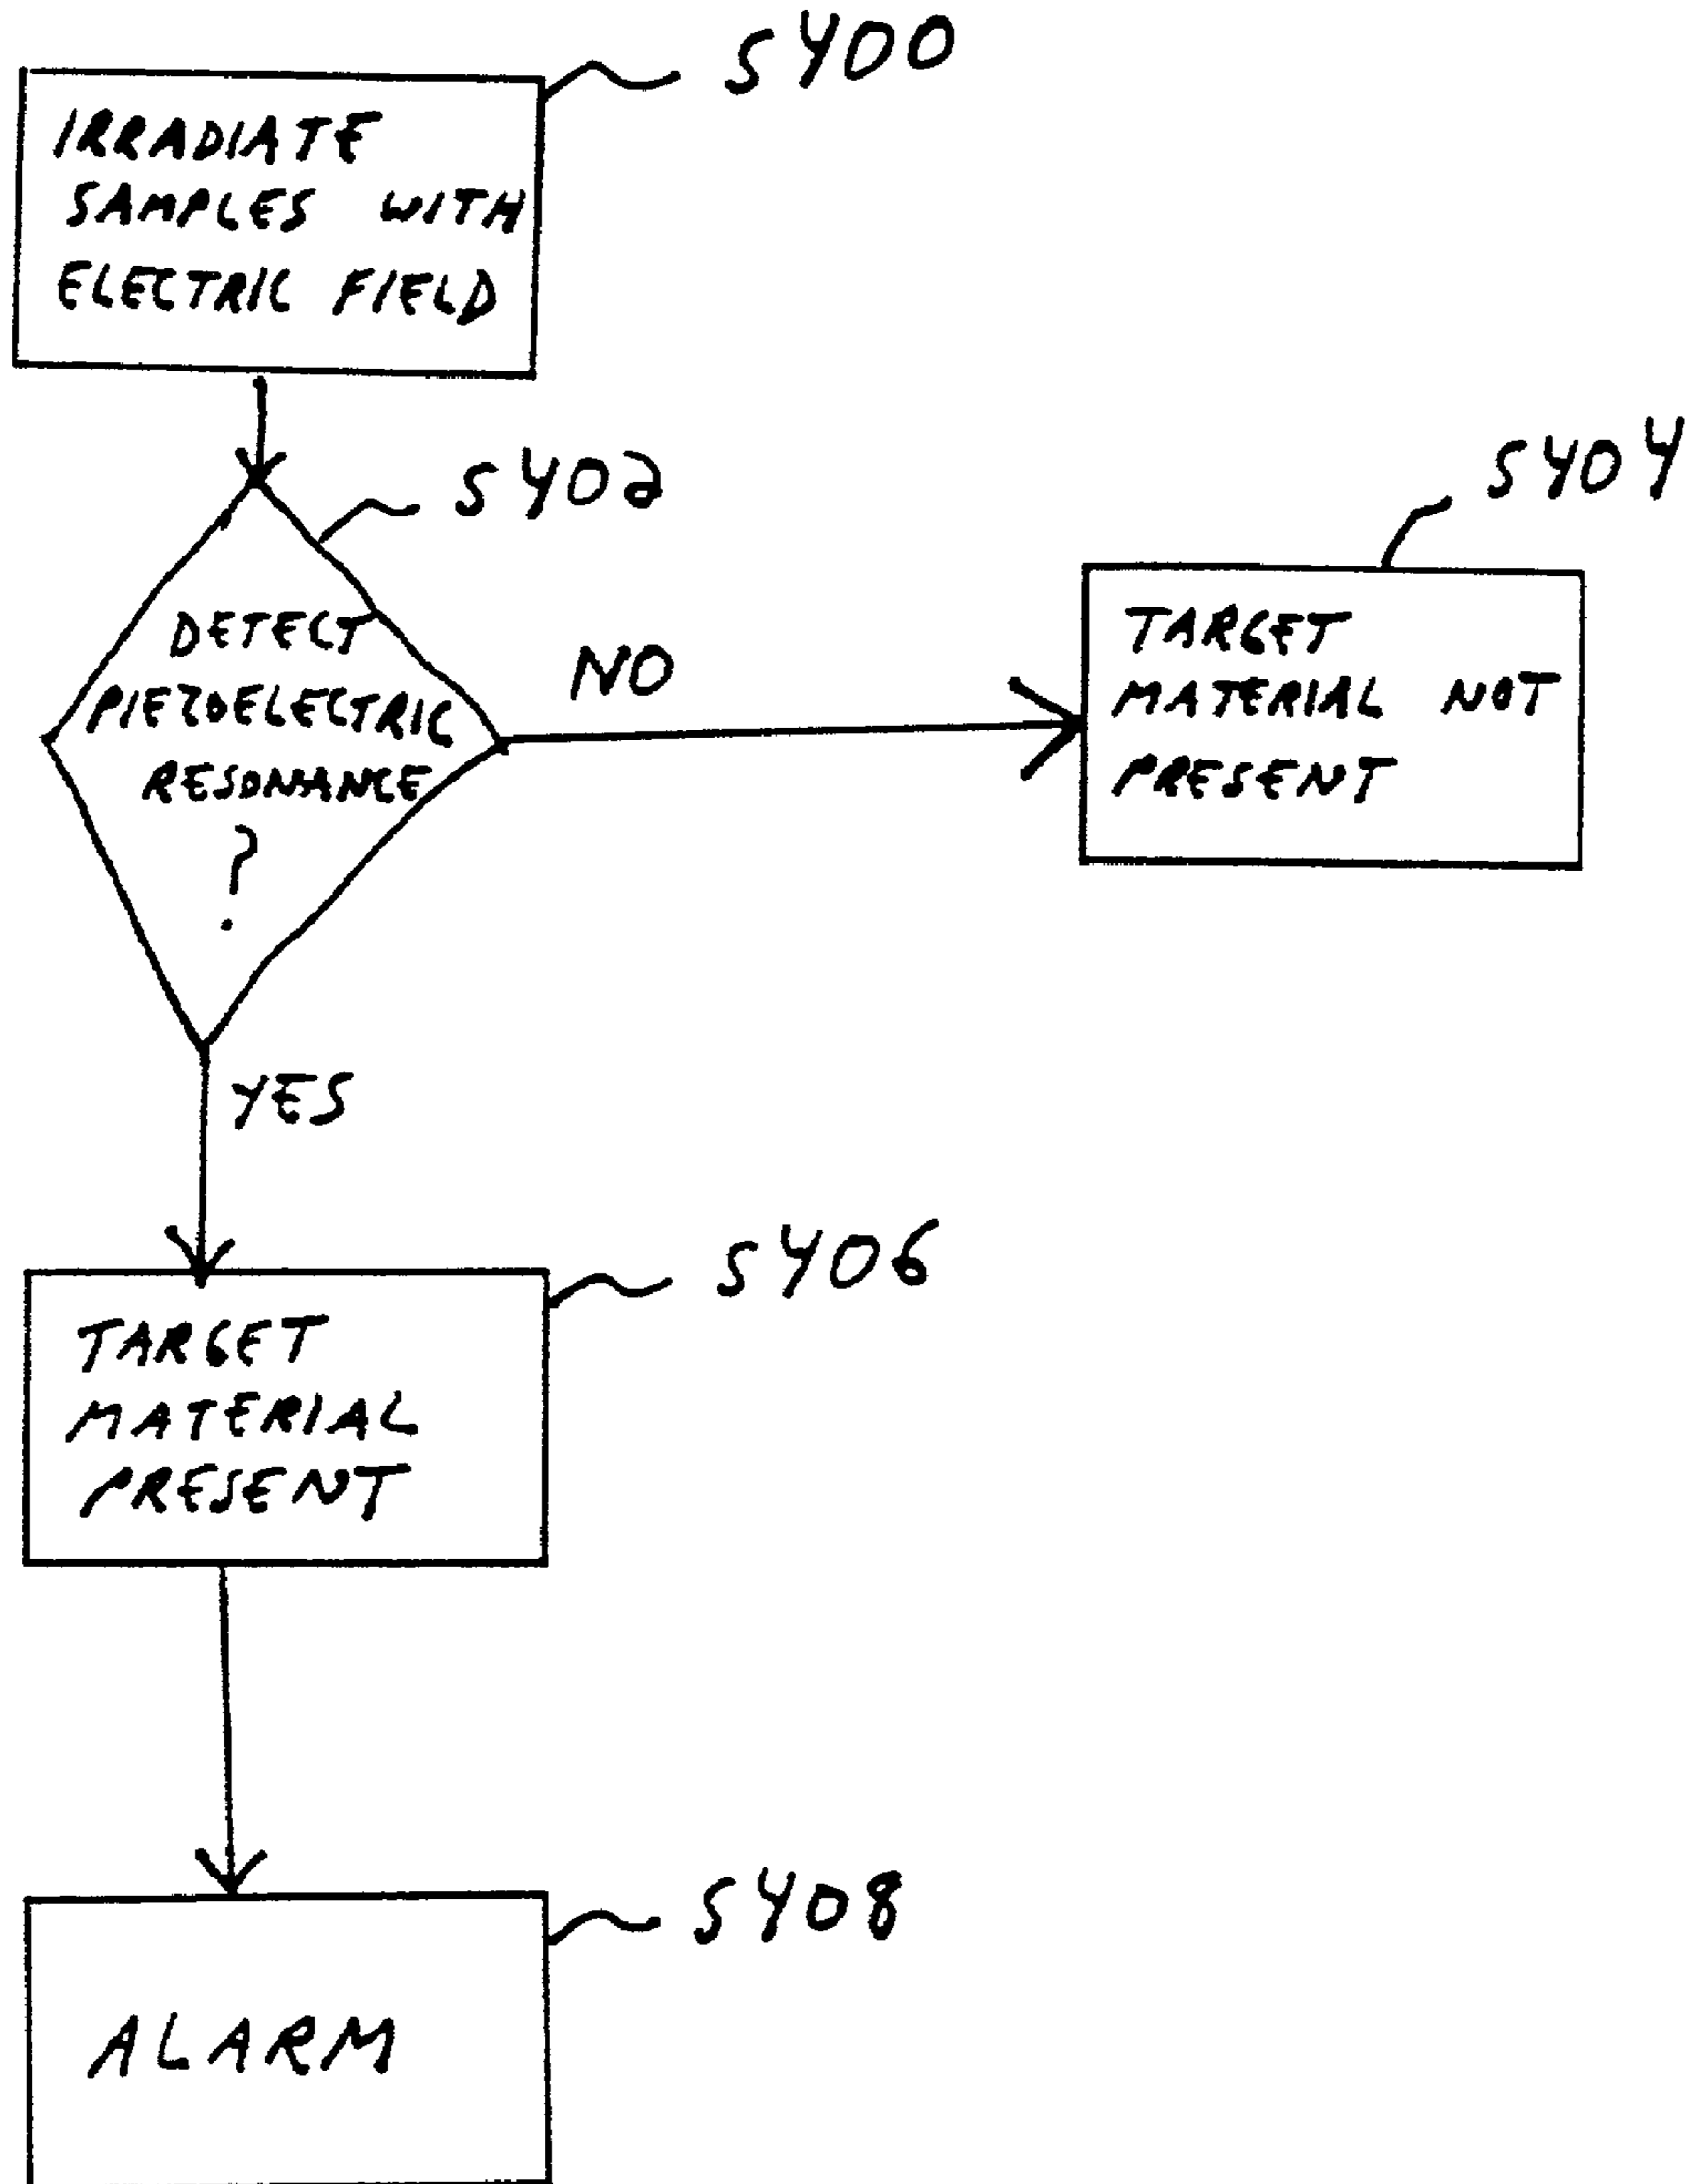 S400
IRRADIATE
SAMPLES WITH
ELECTRIC FIELD
S402
S404
DETECT
PIEZOELECTRIC
RESONANCE
?
NO
TARGET
MATERIAL NOT
PRESENT
YES
S406
TARGET
MATERIAL
PRESENT
S408
ALARM